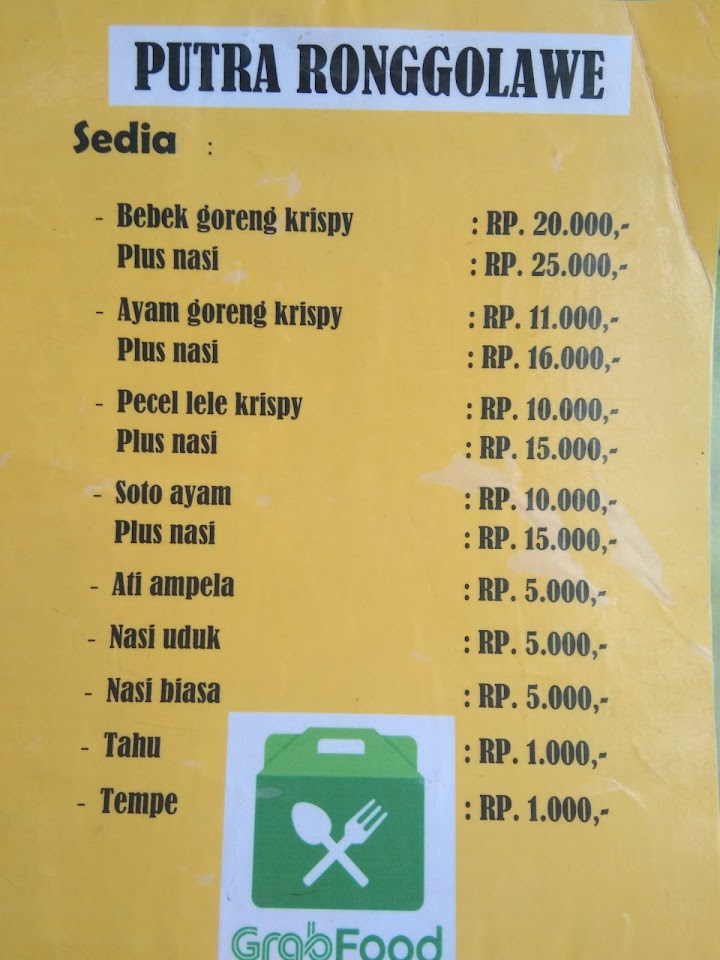 PUTRA RONGGOLAWE
Sedia :
- Bebek goreng krispy : RP. 20.000,-
Plus nasi : RP. 25.000,-
- Ayam goreng krispy : RP. 11.000,-
Plus nasi : RP. 16.000,-
- Pecel lele krispy : RP. 10.000,-
Plus nasi : RP. 15.000,-
- Soto ayam : RP. 10.000,-
Plus nasi : RP. 15.000,-
- Ati ampela : RP. 5.000,-
- Nasi uduk : RP. 5.000,-
- Nasi biasa : RP. 5.000,-
- Tahu : RP. 1.000,-
- Tempe : RP. 1.000,-
GrabFood